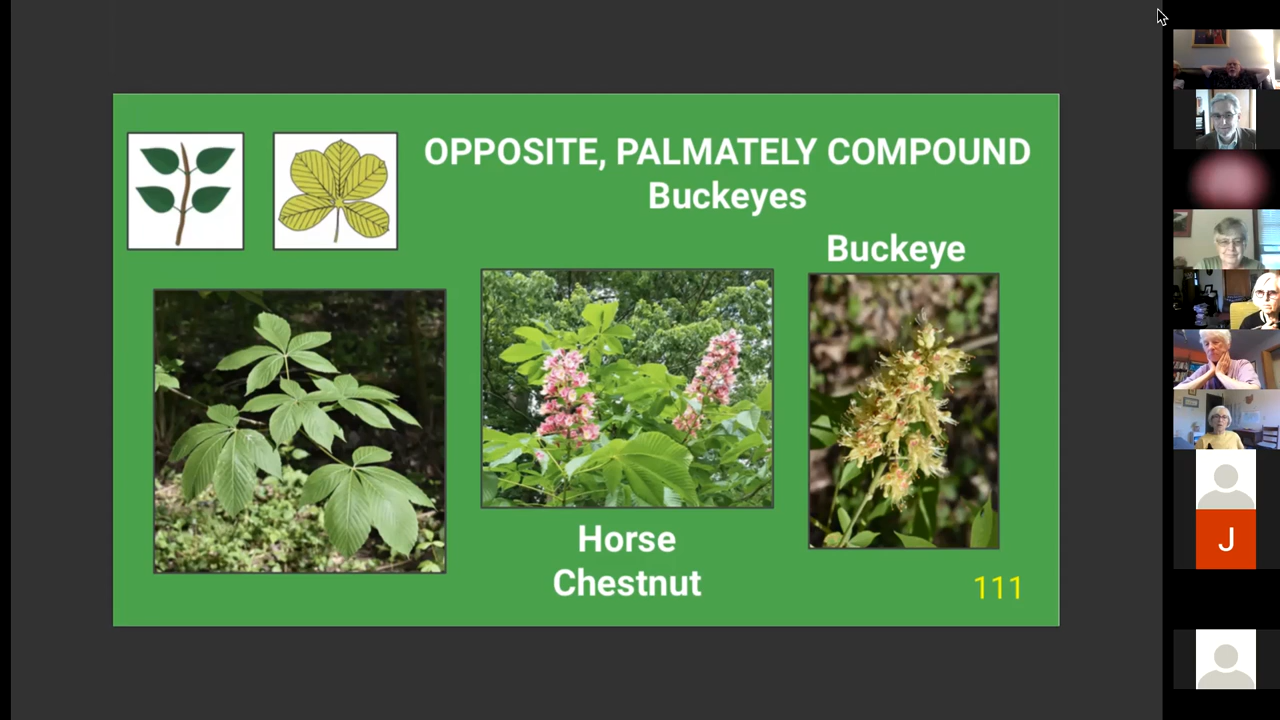 OPPOSITE, PALMATELY COMPOUND
Buckeyes
Buckeye
Horse
Chestnut
111
J